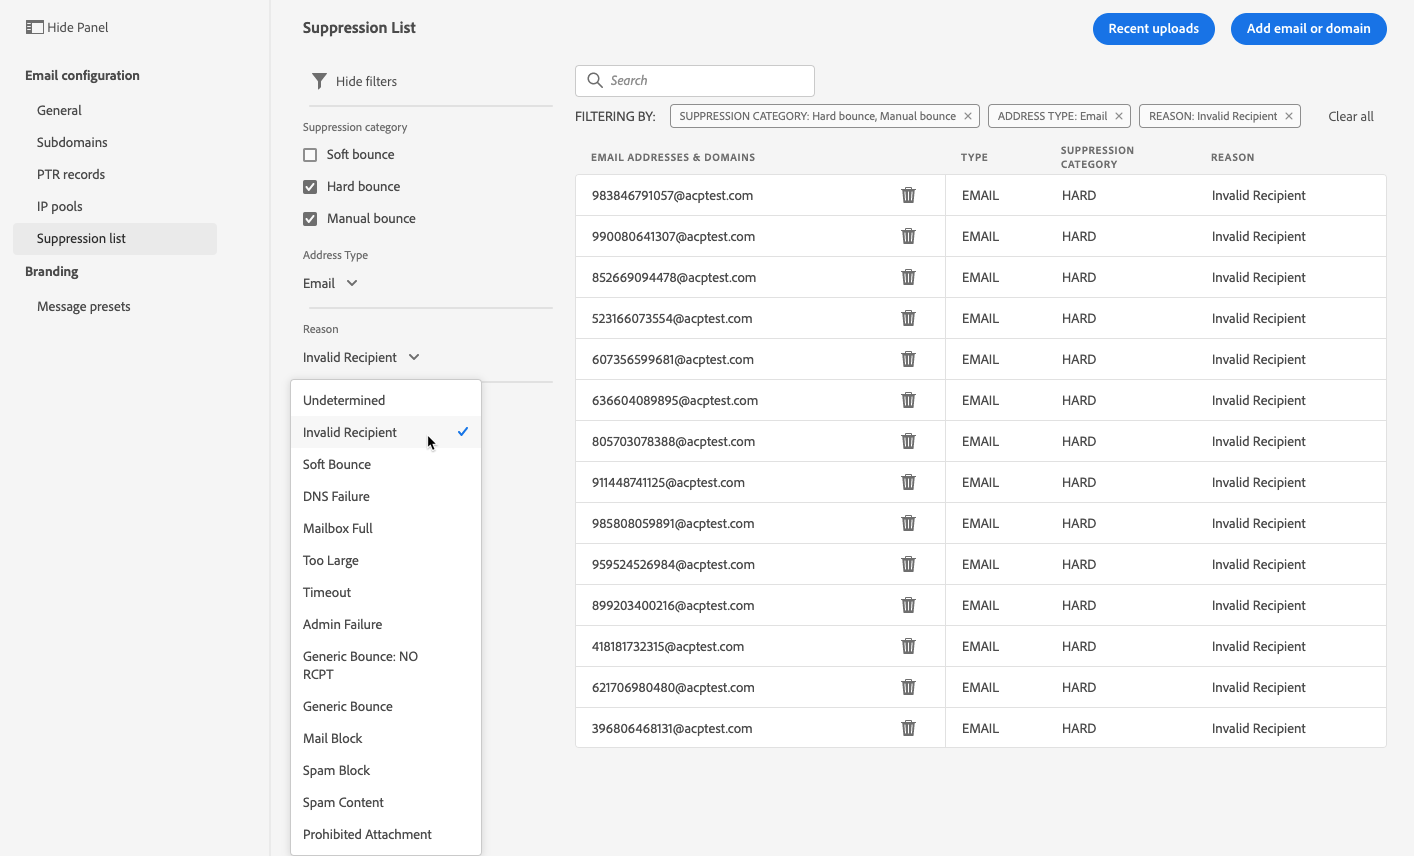 Hide Panel
Email configuration
General
Subdomains
PTR records
IP pools
Suppression list
Branding
Message presets
Suppression List
Recent uploads
Add email or domain
Hide filters
Suppression category
Soft bounce
Hard bounce
Manual bounce
Address Type
Email
Reason
Invalid Recipient
Undetermined
Invalid Recipient
Soft Bounce
DNS Failure
Mailbox Full
Too Large
Timeout
Admin Failure
Generic Bounce: NO
RCPT
Generic Bounce
Mail Block
Spam Block
Spam Content
Prohibited Attachment
Search
FILTERING BY: SUPPRESSION CATEGORY: Hard bounce, Manual bounce ADDRESS TYPE: Email REASON: Invalid Recipient Clear all
EMAIL ADDRESSES & DOMAINS TYPE SUPPRESSION CATEGORY REASON
983846791057@acptest.com EMAIL HARD Invalid Recipient
990080641307@acptest.com EMAIL HARD Invalid Recipient
852669094478@acptest.com EMAIL HARD Invalid Recipient
523166073554@acptest.com EMAIL HARD Invalid Recipient
607356599681@acptest.com EMAIL HARD Invalid Recipient
636604089895@acptest.com EMAIL HARD Invalid Recipient
805703078388@acptest.com EMAIL HARD Invalid Recipient
911448741125@acptest.com EMAIL HARD Invalid Recipient
985808059891@acptest.com EMAIL HARD Invalid Recipient
959524526984@acptest.com EMAIL HARD Invalid Recipient
899203400216@acptest.com EMAIL HARD Invalid Recipient
418181732315@acptest.com EMAIL HARD Invalid Recipient
621706980480@acptest.com EMAIL HARD Invalid Recipient
396806468131@acptest.com EMAIL HARD Invalid Recipient